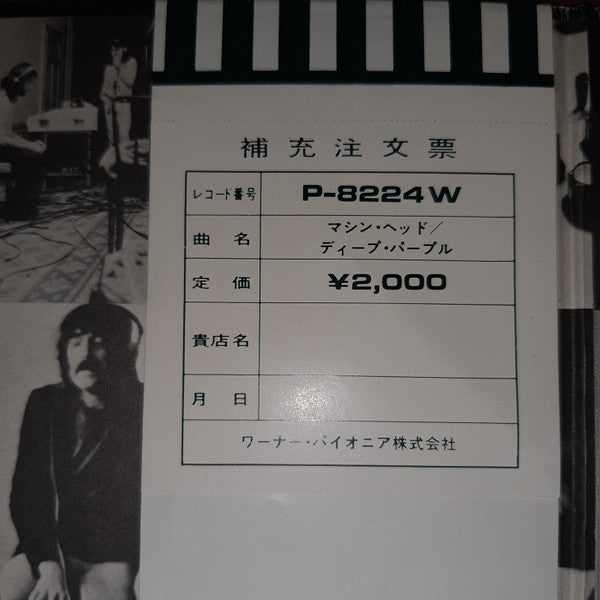 補充注文票
レコード番号 P-8224W
曲名 マシン・ヘッド/
ディープ・パープル
定価 ¥2,000
貴店名
月日
ワーナー・パイオニア株式会社